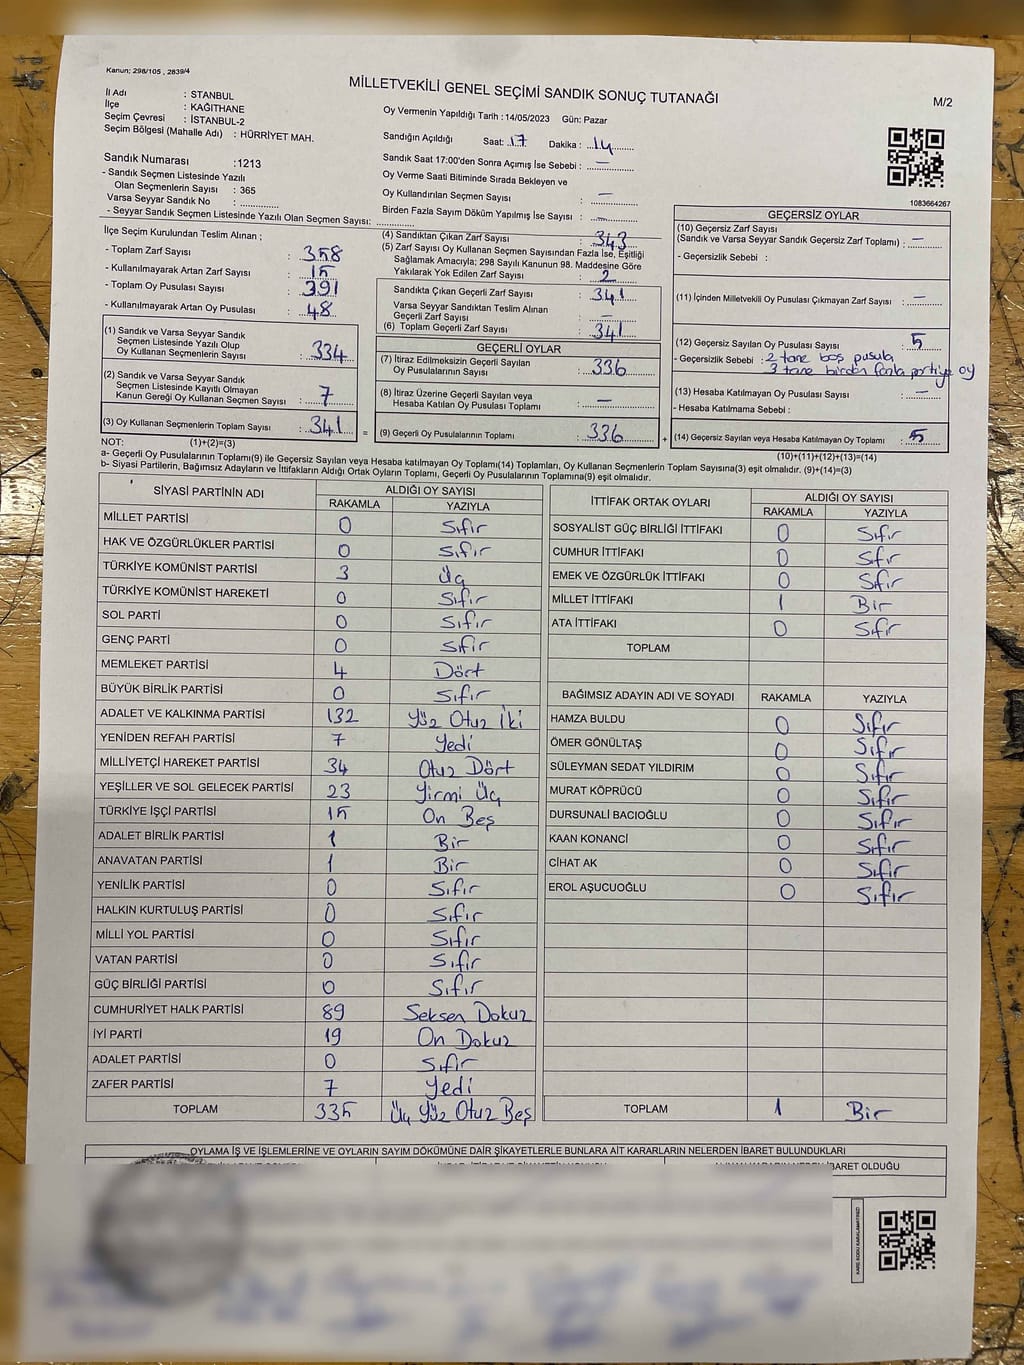 Kanun; 298/105 , 2839/4
MİLLETVEKİLİ GENEL SEÇİMİ SANDIK SONUÇ TUTANAĞI
M/2
İl Adı : STANBUL
İlçe : KAĞITHANE
Seçim Çevresi : İSTANBUL-2
Seçim Bölgesi (Mahalle Adı) : HÜRRİYET MAH.
Sandık Numarası :1213
- Sandık Seçmen Listesinde Yazılı
Olan Seçmenlerin Sayısı : 365
Varsa Seyyar Sandık No : ..............
- Seyyar Sandık Seçmen Listesinde Yazılı Olan Seçmen Sayısı: ..............
Oy Vermenin Yapıldığı Tarih : 14/05/2023 Gün: Pazar
Sandığın Açıldığı Saat: 17 Dakika : 14
Sandık Saat 17:00'den Sonra Açımış İse Sebebi : —
Oy Verme Saati Bitiminde Sırada Bekleyen ve
Oy Kullandırılan Seçmen Sayısı : —
Birden Fazla Sayım Döküm Yapılmış İse Sayısı : —
1083664267
İlçe Seçim Kurulundan Teslim Alınan ;
- Toplam Zarf Sayısı : 358
- Kullanılmayarak Artan Zarf Sayısı : 15
- Toplam Oy Pusulası Sayısı : 391
- Kullanılmayarak Artan Oy Pusulası : 48
(1) Sandık ve Varsa Seyyar Sandık
Seçmen Listesinde Yazılı Olup
Oy Kullanan Seçmenlerin Sayısı : 334
(2) Sandık ve Varsa Seyyar Sandık
Seçmen Listesinde Kayıtlı Olmayan
Kanun Gereği Oy Kullanan Seçmen Sayısı : 7
(3) Oy Kullanan Seçmenlerin Toplam Sayısı : 341
(4) Sandıktan Çıkan Zarf Sayısı : 343
(5) Zarf Sayısı Oy Kullanan Seçmen Sayısından Fazla İse, Eşitliği
Sağlamak Amacıyla; 298 Sayılı Kanunun 98. Maddesine Göre
Yakılarak Yok Edilen Zarf Sayısı : 2
Sandıkta Çıkan Geçerli Zarf Sayısı : 341
Varsa Seyyar Sandıktan Teslim Alınan
Geçerli Zarf Sayısı : —
(6) Toplam Geçerli Zarf Sayısı : 341
GEÇERLİ OYLAR
(7) İtiraz Edilmeksizin Geçerli Sayılan
Oy Pusulalarının Sayısı : 336
(8) İtiraz Üzerine Geçerli Sayılan veya
Hesaba Katılan Oy Pusulası Toplamı : —
= (9) Geçerli Oy Pusulalarının Toplamı : 336 +
GEÇERSİZ OYLAR
(10) Geçersiz Zarf Sayısı
(Sandık ve Varsa Seyyar Sandık Geçersiz Zarf Toplamı) : —
- Geçersizlik Sebebi :
(11) İçinden Milletvekili Oy Pusulası Çıkmayan Zarf Sayısı : —
(12) Geçersiz Sayılan Oy Pusulası Sayısı : 5
- Geçersizlik Sebebi : 2 tane boş pusula
3 tane birden fazla partiye oy
(13) Hesaba Katılmayan Oy Pusulası Sayısı : —
- Hesaba Katılmama Sebebi :
(14) Geçersiz Sayılan veya Hesaba Katılmayan Oy Toplamı : 5
NOT: (1)+(2)=(3)
(10)+(11)+(12)+(13)=(14)
a- Geçerli Oy Pusulalarının Toplamı(9) ile Geçersiz Sayılan veya Hesaba katılmayan Oy Toplamı(14) Toplamları, Oy Kullanan Seçmenlerin Toplam Sayısına(3) eşit olmalıdır. (9)+(14)=(3)
b- Siyasi Partilerin, Bağımsız Adayların ve İttifakların Aldığı Ortak Oyların Toplamı, Geçerli Oy Pusulalarının Toplamına(9) eşit olmalıdır.
SİYASİ PARTİNİN ADI ALDIĞI OY SAYISI
RAKAMLA YAZIYLA
MİLLET PARTİSİ 0 Sıfır
HAK VE ÖZGÜRLÜKLER PARTİSİ 0 Sıfır
TÜRKİYE KOMÜNİST PARTİSİ 3 Üç
TÜRKİYE KOMÜNİST HAREKETİ 0 Sıfır
SOL PARTİ 0 Sıfır
GENÇ PARTİ 0 Sıfır
MEMLEKET PARTİSİ 4 Dört
BÜYÜK BİRLİK PARTİSİ 0 Sıfır
ADALET VE KALKINMA PARTİSİ 132 Yüz Otuz İki
YENİDEN REFAH PARTİSİ 7 Yedi
MİLLİYETÇİ HAREKET PARTİSİ 34 Otuz Dört
YEŞİLLER VE SOL GELECEK PARTİSİ 23 Yirmi Üç
TÜRKİYE İŞÇİ PARTİSİ 15 On Beş
ADALET BİRLİK PARTİSİ 1 Bir
ANAVATAN PARTİSİ 1 Bir
YENİLİK PARTİSİ 0 Sıfır
HALKIN KURTULUŞ PARTİSİ 0 Sıfır
MİLLİ YOL PARTİSİ 0 Sıfır
VATAN PARTİSİ 0 Sıfır
GÜÇ BİRLİĞİ PARTİSİ 0 Sıfır
CUMHURİYET HALK PARTİSİ 89 Seksen Dokuz
İYİ PARTİ 19 On Dokuz
ADALET PARTİSİ 0 Sıfır
ZAFER PARTİSİ 7 Yedi
TOPLAM 335 Üç Yüz Otuz Beş
İTTİFAK ORTAK OYLARI ALDIĞI OY SAYISI
RAKAMLA YAZIYLA
SOSYALİST GÜÇ BİRLİĞİ İTTİFAKI 0 Sıfır
CUMHUR İTTİFAKI 0 Sfır
EMEK VE ÖZGÜRLÜK İTTİFAKI 0 Sfır
MİLLET İTTİFAKI 1 Bir
ATA İTTİFAKI 0 Sfır
TOPLAM
BAĞIMSIZ ADAYIN ADI VE SOYADI RAKAMLA YAZIYLA
HAMZA BULDU 0 Sıfır
ÖMER GÖNÜLTAŞ 0 Sıfır
SÜLEYMAN SEDAT YILDIRIM 0 Sıfır
MURAT KÖPRÜCÜ 0 Sıfır
DURSUNALİ BACIOĞLU 0 Sıfır
KAAN KONANCİ 0 Sıfır
CİHAT AK 0 Sıfır
EROL AŞUCUOĞLU 0 Sıfır
TOPLAM 1 Bir
OYLAMA İŞ VE İŞLEMLERİNE VE OYLARIN SAYIM DÖKÜMÜNE DAİR ŞİKAYETLERLE BUNLARA AİT KARARLARIN NELERDEN İBARET BULUNDUKLARI
İBARET OLDUĞU